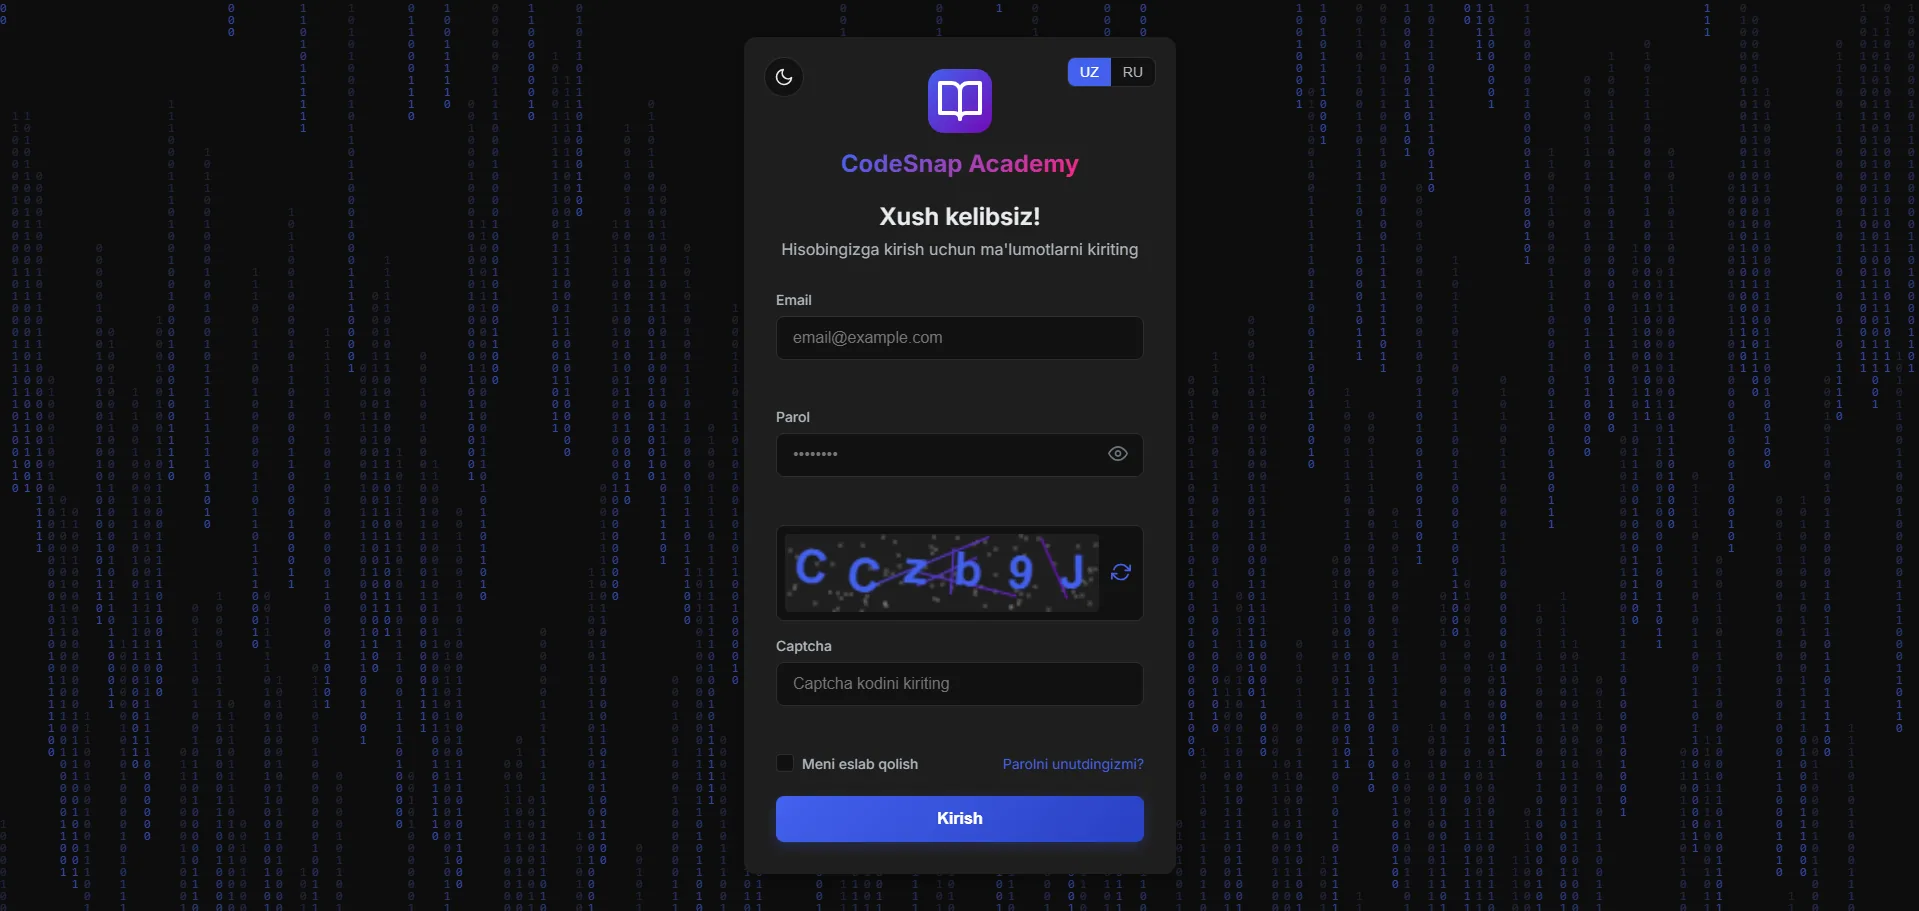 UZ RU
CodeSnap Academy
Xush kelibsiz!
Hisobingizga kirish uchun ma'lumotlarni kiriting
Email
email@example.com
Parol
••••••••
C C z b 9 J
Captcha
Captcha kodini kiriting
Meni eslab qolish
Parolni unutdingizmi?
Kirish